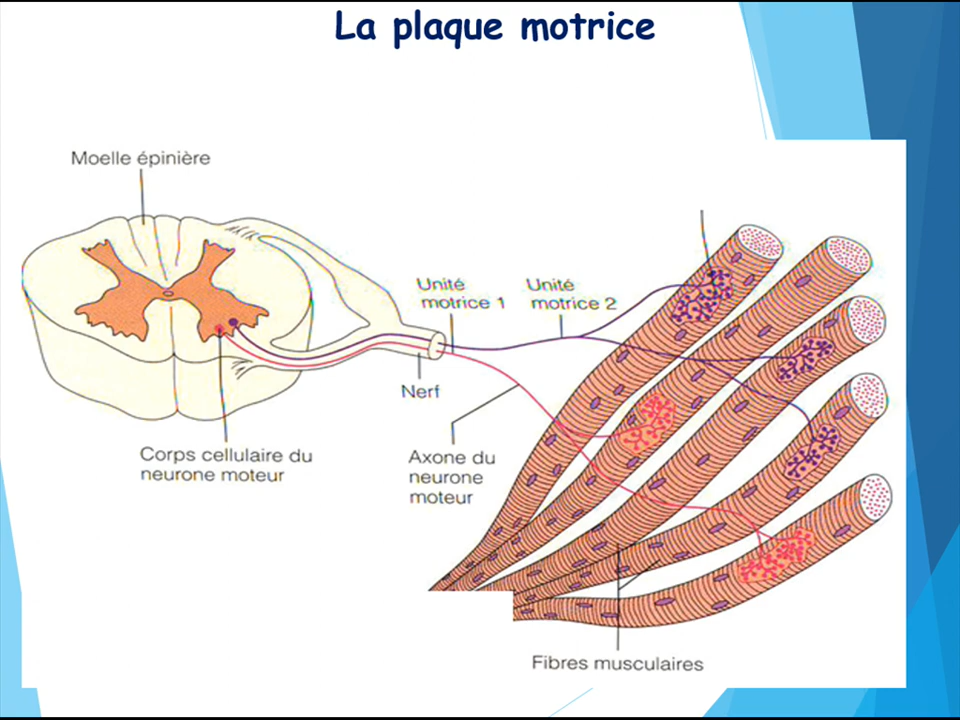 La plaque motrice
Moelle épinière
Unité
motrice 1
Unité
motrice 2
Nerf
Corps cellulaire du
neurone moteur
Axone du
neurone
moteur
Fibres musculaires